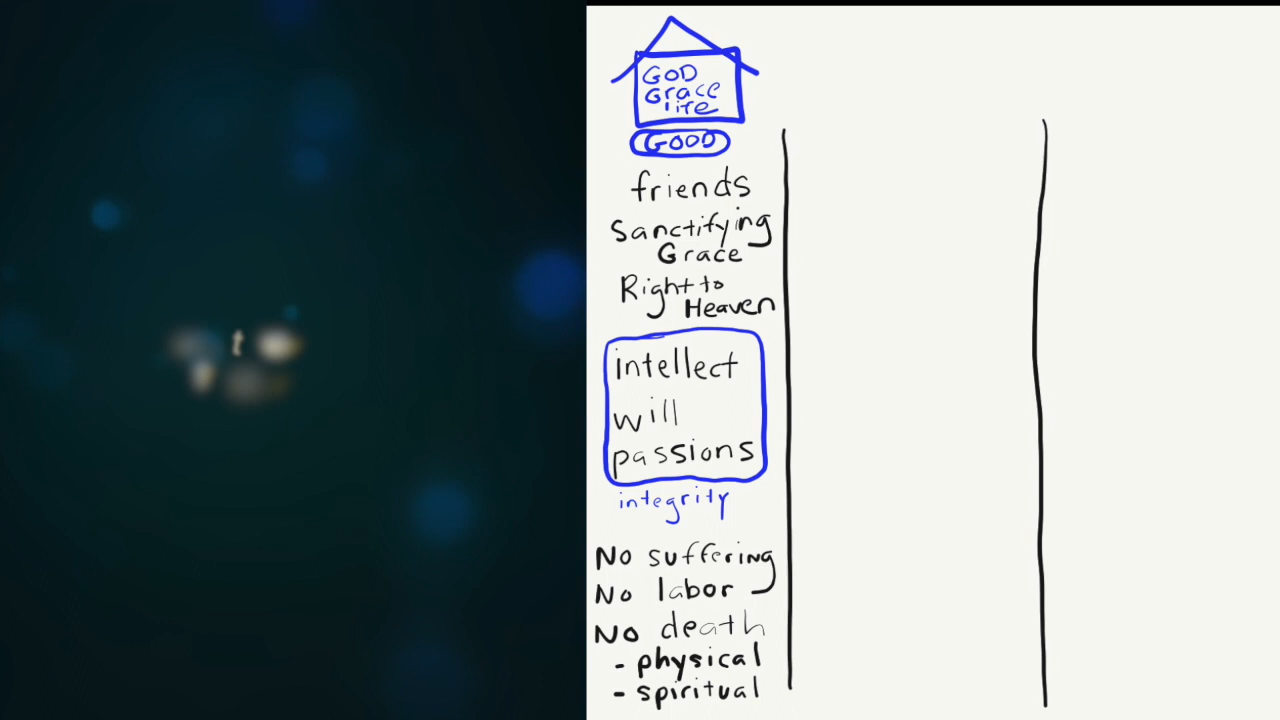 GOD
Grace
life
GOOD
friends
Sanctifying
Grace
Right to
Heaven
intellect
will
passions
integrity
No suffering
No labor
No death
- physical
- spiritual
t